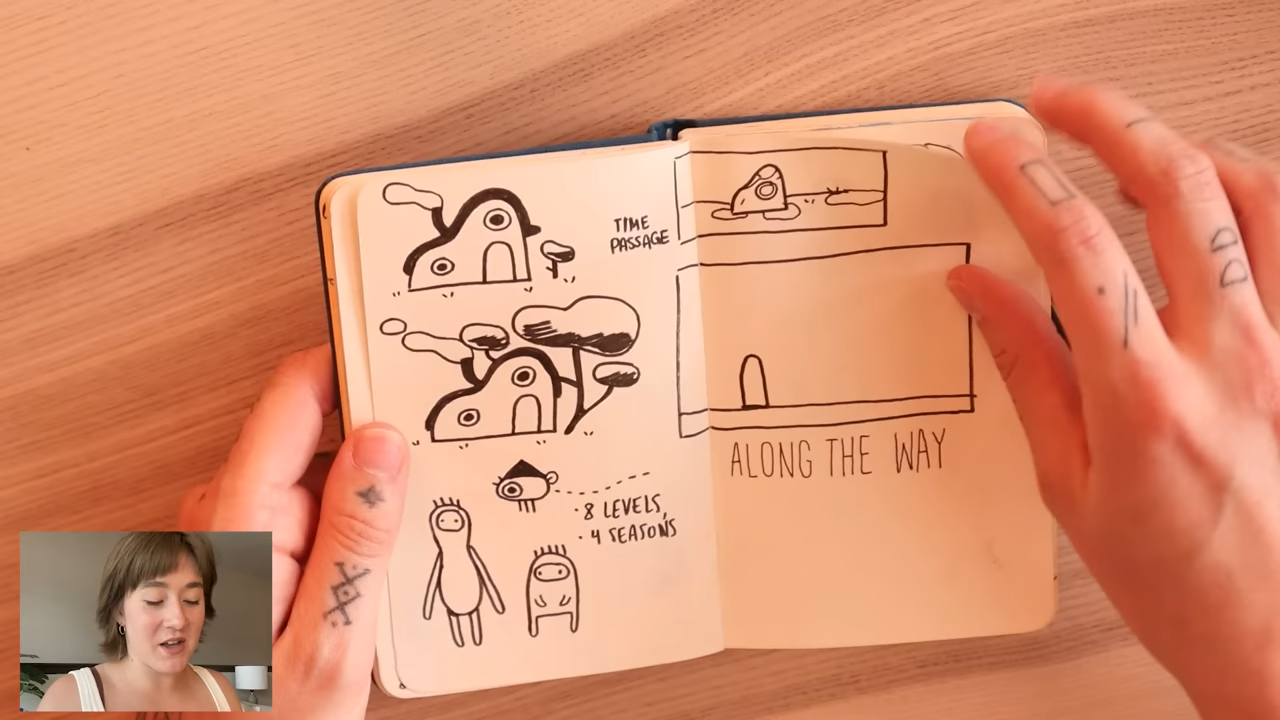 TIME
PASSAGE
· 8 LEVELS,
· 4 SEASONS
ALONG THE WAY